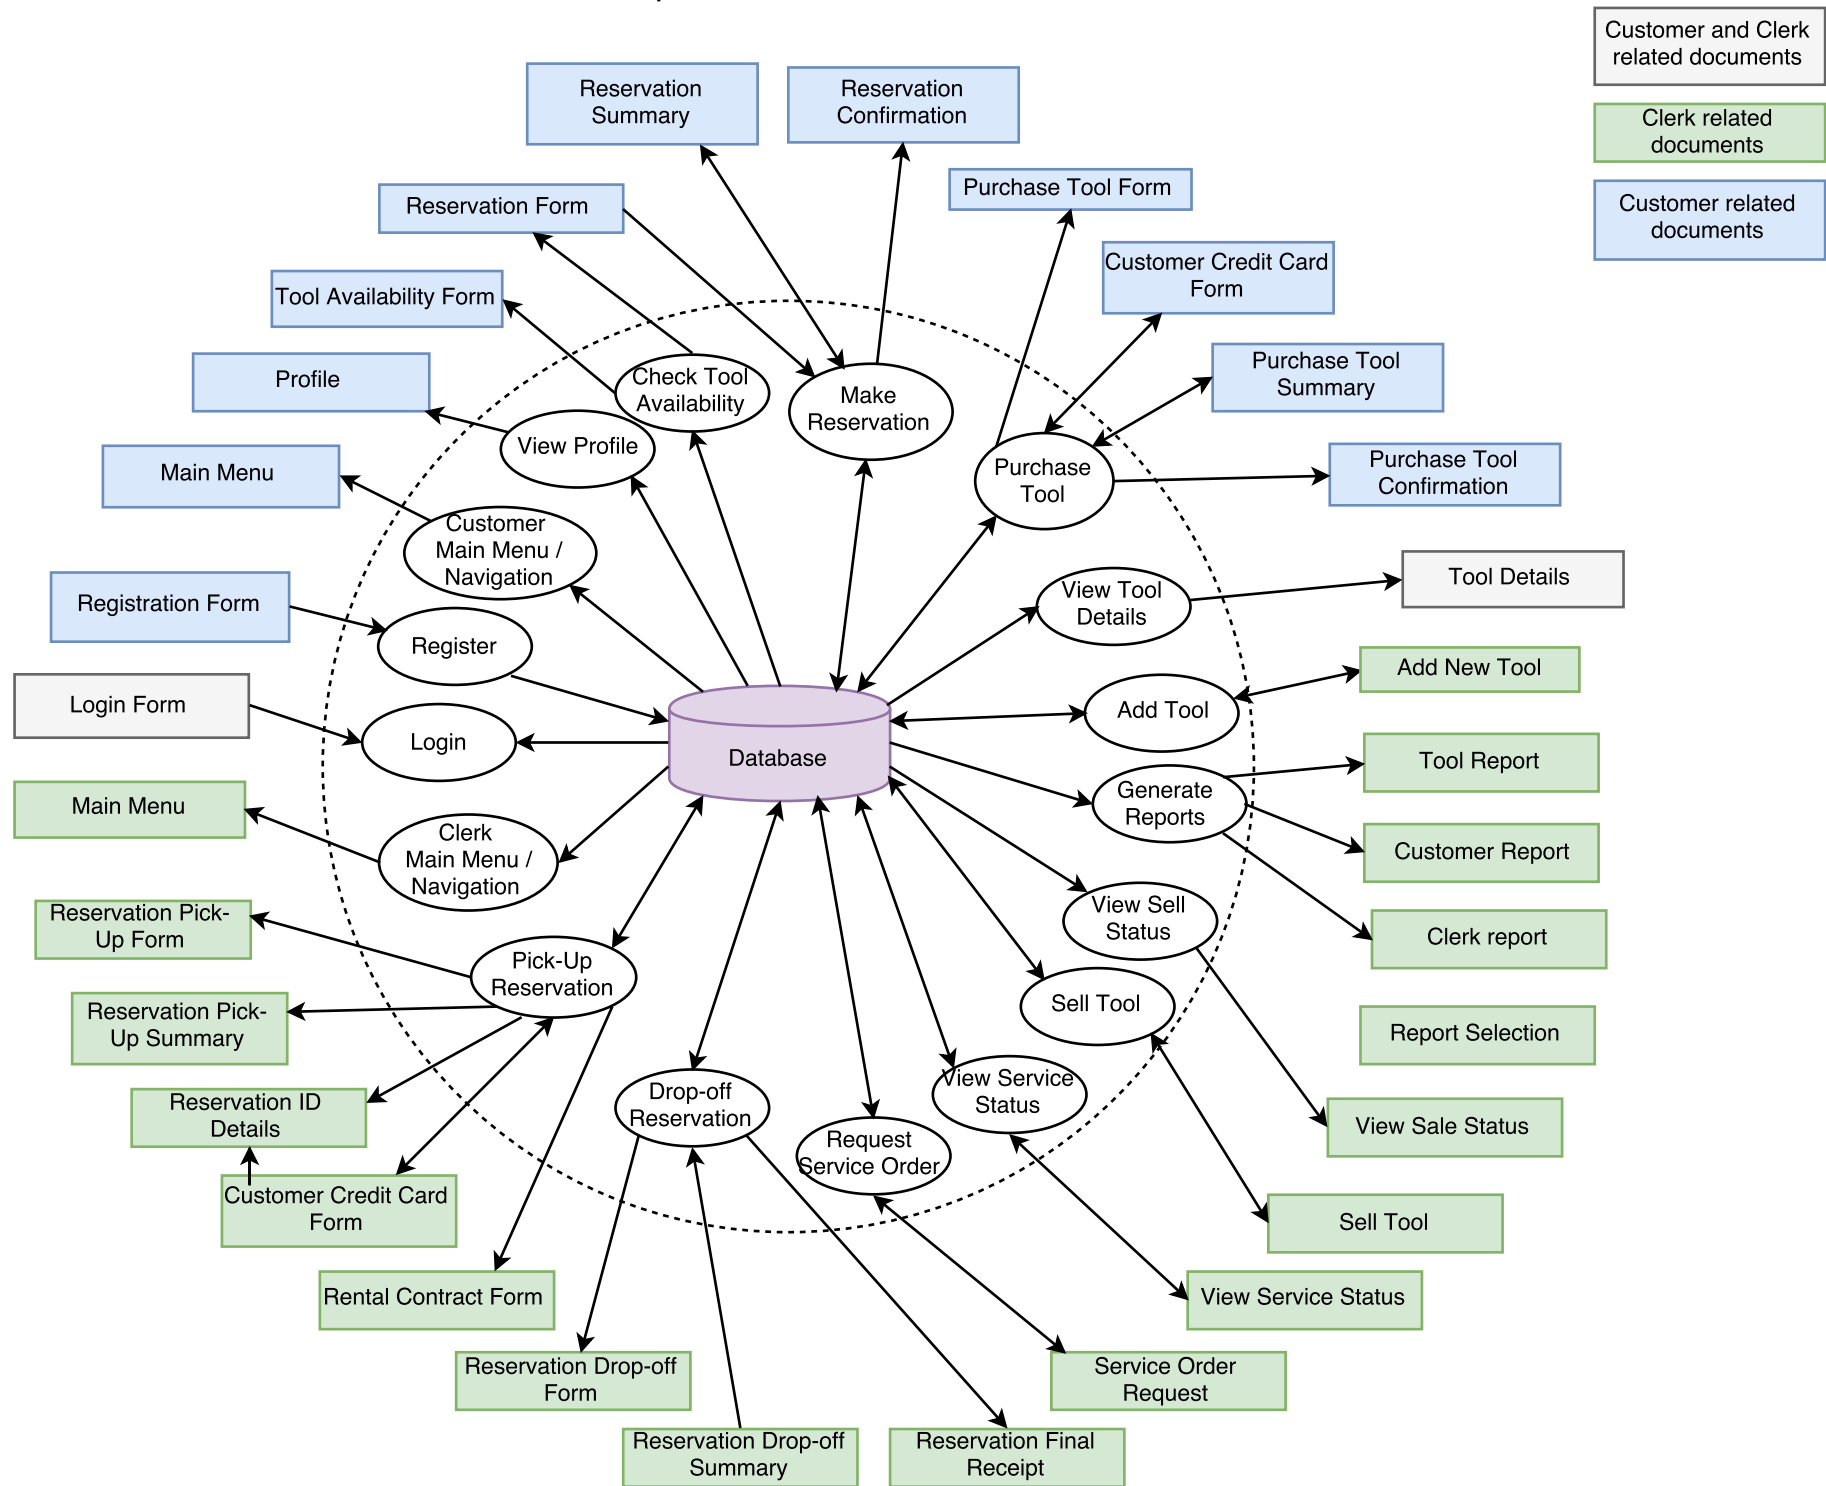 Customer and Clerk
related documents
Clerk related
documents
Customer related
documents
Reservation
Summary
Reservation
Confirmation
Purchase Tool Form
Reservation Form
Customer Credit Card
Form
Tool Availability Form
Purchase Tool
Summary
Profile
Check Tool
Availability
Make
Reservation
View Profile
Main Menu
Purchase
Tool
Purchase Tool
Confirmation
Customer
Main Menu /
Navigation
Registration Form
View Tool
Details
Tool Details
Register
Add New Tool
Login Form
Login
Database
Add Tool
Tool Report
Main Menu
Clerk
Main Menu /
Navigation
Generate
Reports
Customer Report
Reservation Pick-
Up Form
View Sell
Status
Clerk report
Pick-Up
Reservation
Sell Tool
Reservation Pick-
Up Summary
Report Selection
Reservation ID
Details
Drop-off
Reservation
View Service
Status
Request
Service Order
View Sale Status
Customer Credit Card
Form
Sell Tool
Rental Contract Form
View Service Status
Reservation Drop-off
Form
Service Order
Request
Reservation Drop-off
Summary
Reservation Final
Receipt